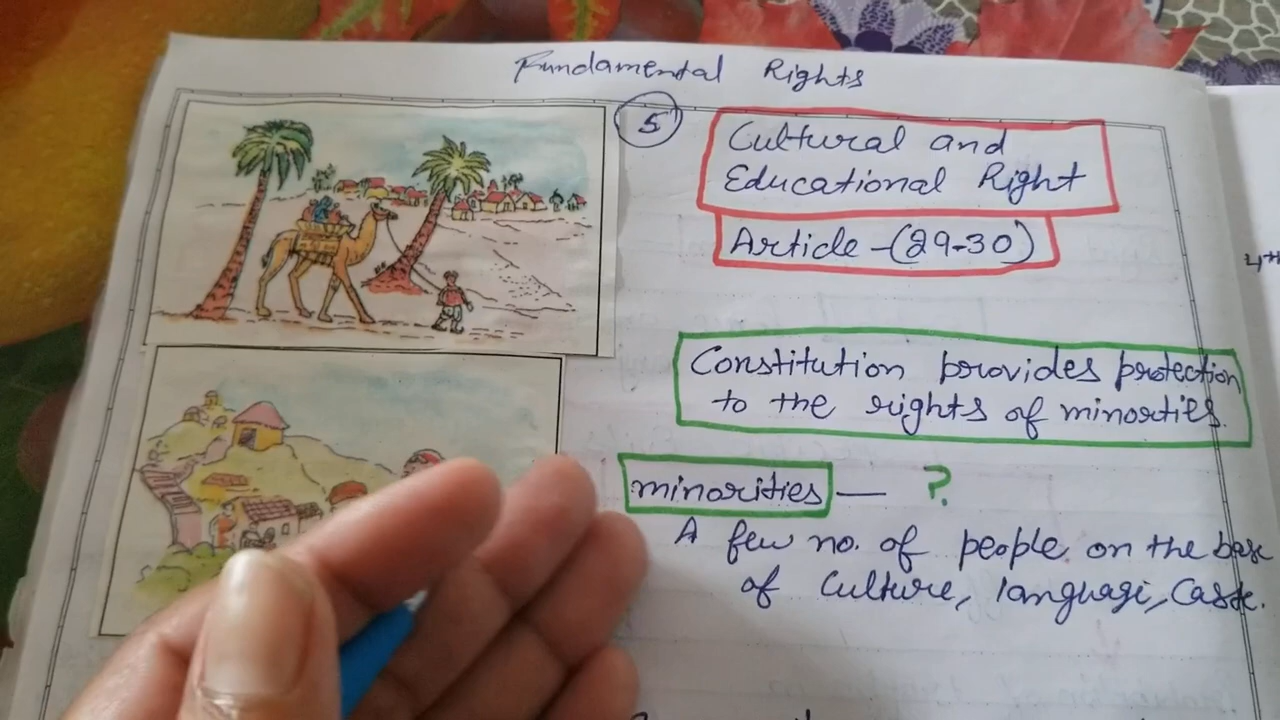 Fundamental Rights
5
Cultural and
Educational Right
Article - (29-30)
Constitution provides protection
to the rights of minorties.
minorities — ?
A few no. of people on the base
of Culture, language, Caste.